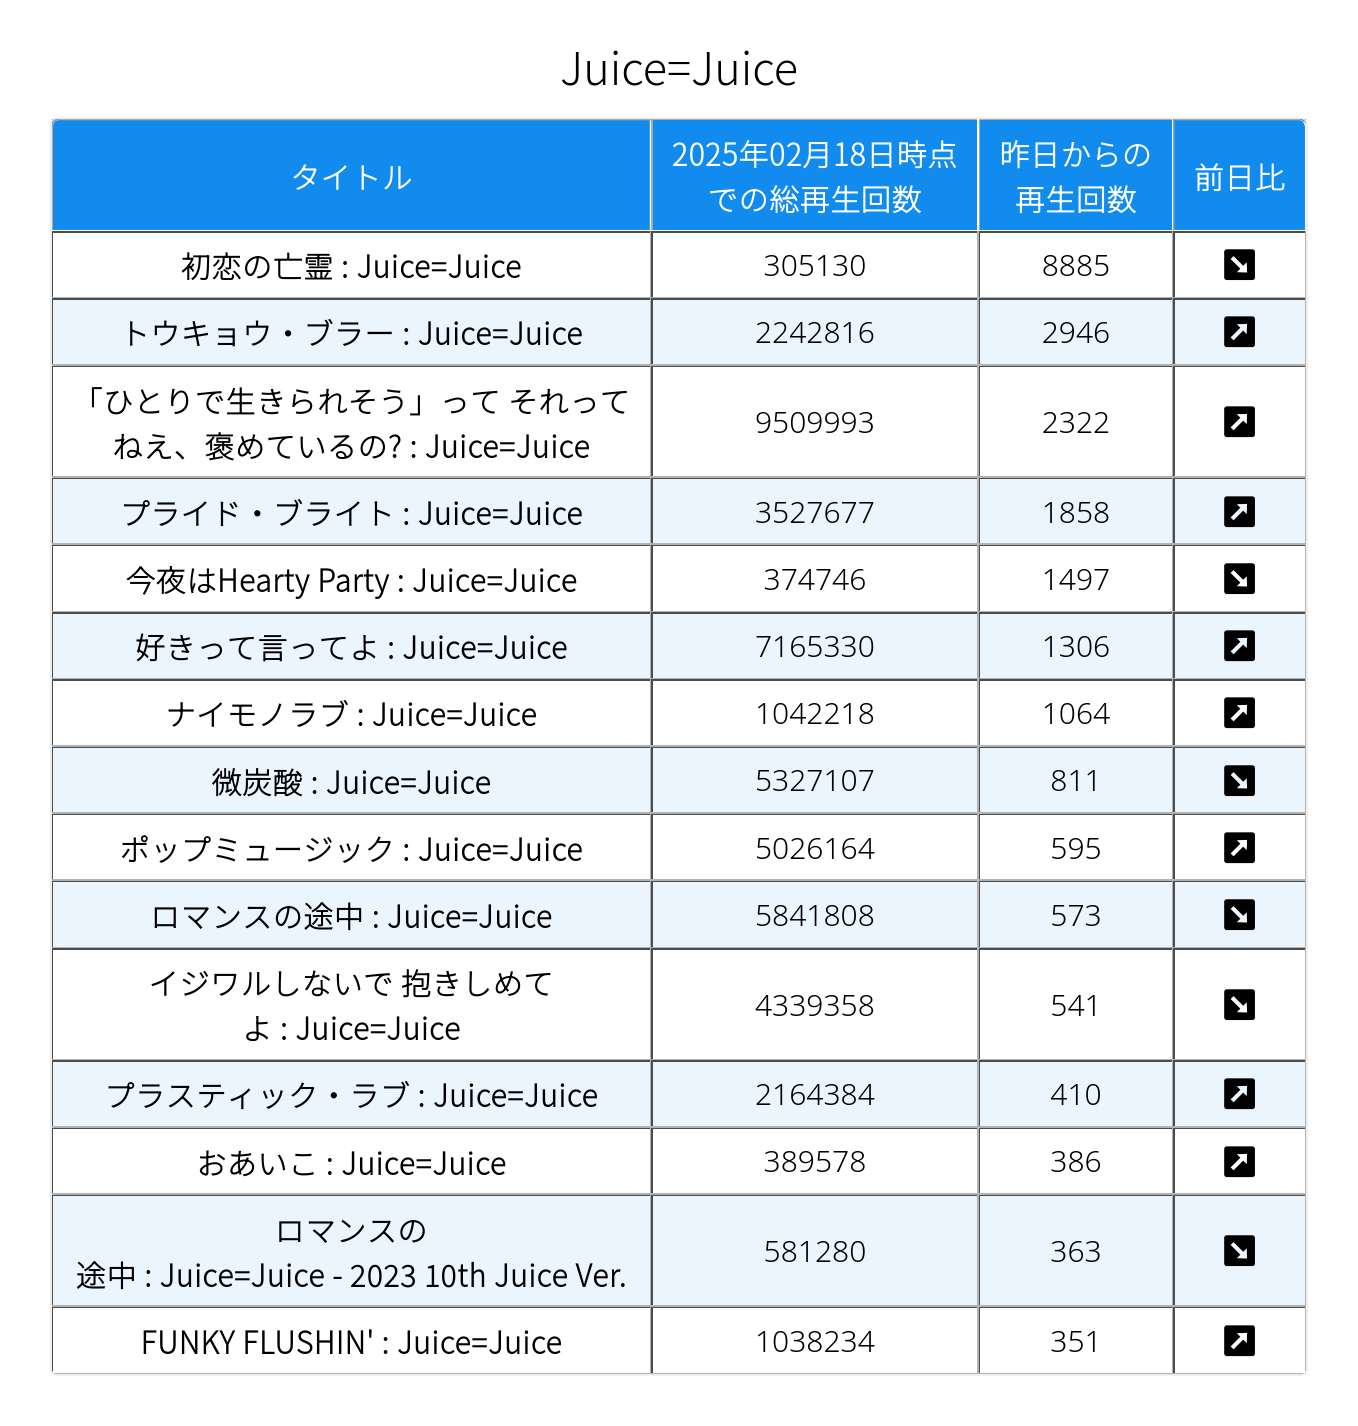 Juice=Juice
タイトル
2025年02月18日時点
での総再生回数
昨日からの
再生回数
前日比
初恋の亡霊 : Juice=Juice
305130
8885
トウキョウ・ブラー : Juice=Juice
2242816
2946
「ひとりで生きられそう」って それって
ねえ、褒めているの? : Juice=Juice
9509993
2322
プライド・ブライト : Juice=Juice
3527677
1858
今夜はHearty Party : Juice=Juice
374746
1497
好きって言ってよ : Juice=Juice
7165330
1306
ナイモノラブ : Juice=Juice
1042218
1064
微炭酸 : Juice=Juice
5327107
811
ポップミュージック : Juice=Juice
5026164
595
ロマンスの途中 : Juice=Juice
5841808
573
イジワルしないで 抱きしめて
よ : Juice=Juice
4339358
541
プラスティック・ラブ : Juice=Juice
2164384
410
おあいこ : Juice=Juice
389578
386
ロマンスの
途中 : Juice=Juice - 2023 10th Juice Ver.
581280
363
FUNKY FLUSHIN' : Juice=Juice
1038234
351